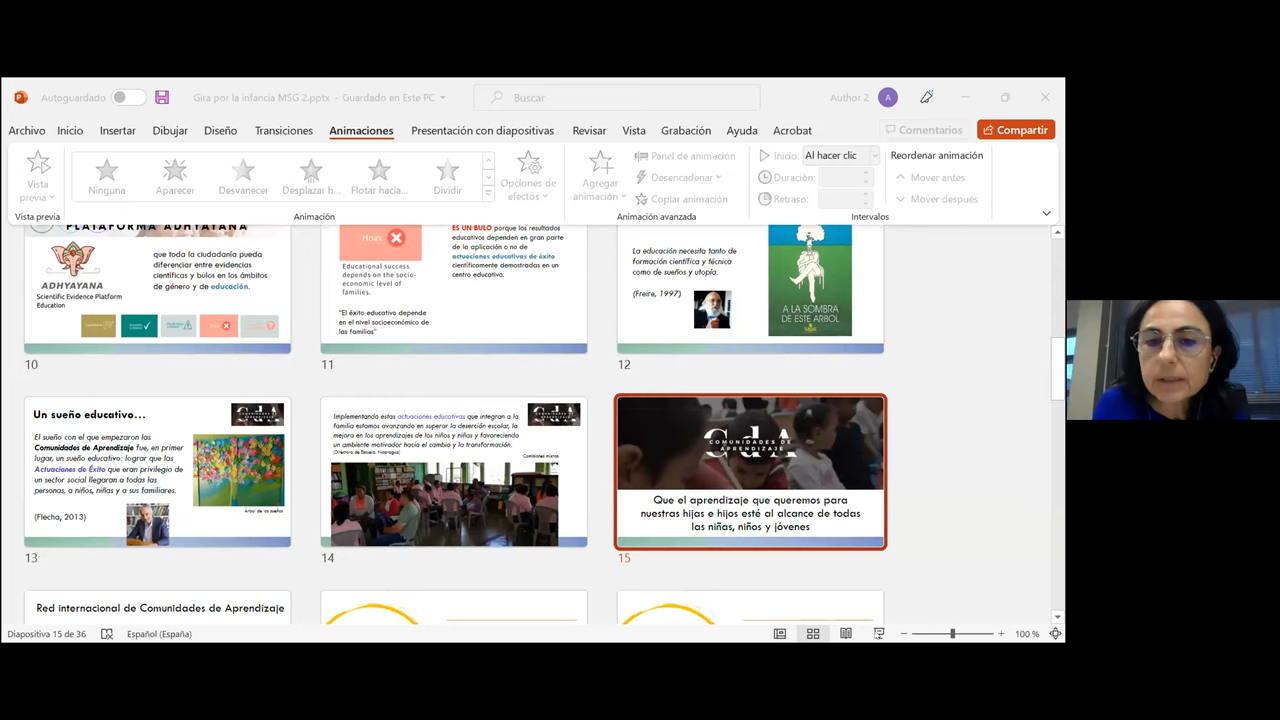 Autoguardado
Gira por la infancia MSG 2.pptx - Guardado en Este PC
Buscar
Author 2
A
Archivo Inicio Insertar Dibujar Diseño Transiciones Animaciones Presentación con diapositivas Revisar Vista Grabación Ayuda Acrobat
Comentarios
Compartir
Vista previa
Ninguna
Aparecer
Desvanecer
Desplazar h...
Flotar hacia...
Dividir
Opciones de efectos
Agregar animación
Panel de animación
Desencadenar
Copiar animación
Inicio: Al hacer clic
Duración:
Retraso:
Reordenar animación
Mover antes
Mover después
Vista previa
Animación
Animación avanzada
Intervalos
PLATAFORMA ADHYAYANA
ADHYAYANA
Scientific Evidence Platform
Education
que toda la ciudadanía pueda
diferenciar entre evidencias
científicas y bulos en los ámbitos
de género y de educación.
10
Hoax
Educational success
depends on the socio-
economic level of
families.
"El éxito educativo depende
en el nivel socioeconómico de
las familias"
ES UN BULO porque los resultados
educativos dependen en gran parte
de la aplicación o no de
actuaciones educativas de éxito
científicamente demostradas en un
centro educativo.
11
La educación necesita tanto de
formación científica y técnica
como de sueños y utopía.
(Freire, 1997)
A LA SOMBRA
DE ESTE ÁRBOL
12
Un sueño educativo...
CdA
El sueño con el que empezaron las
Comunidades de Aprendizaje fue, en primer
lugar, un sueño educativo: lograr que las
Actuaciones de Éxito que eran privilegio de
un sector social llegaran a todas las
personas, a niños, niñas y a sus familiares.
(Flecha, 2013)
Árbol de los sueños
13
Implementando estas actuaciones educativas que integran a la
familia estamos avanzando en superar la deserción escolar, la
mejora en los aprendizajes de los niños y niñas y favoreciendo
un ambiente motivador hacia el cambio y la transformación.
(Directora de Escuela. Nicaragua)
CdA
Comisiones mixtas
14
CdA
COMUNIDADES DE
APRENDIZAJE
Que el aprendizaje que queremos para
nuestras hijas e hijos esté al alcance de todas
las niñas, niños y jóvenes
15
Red internacional de Comunidades de Aprendizaje
Diapositiva 15 de 36
Español (España)
100 %